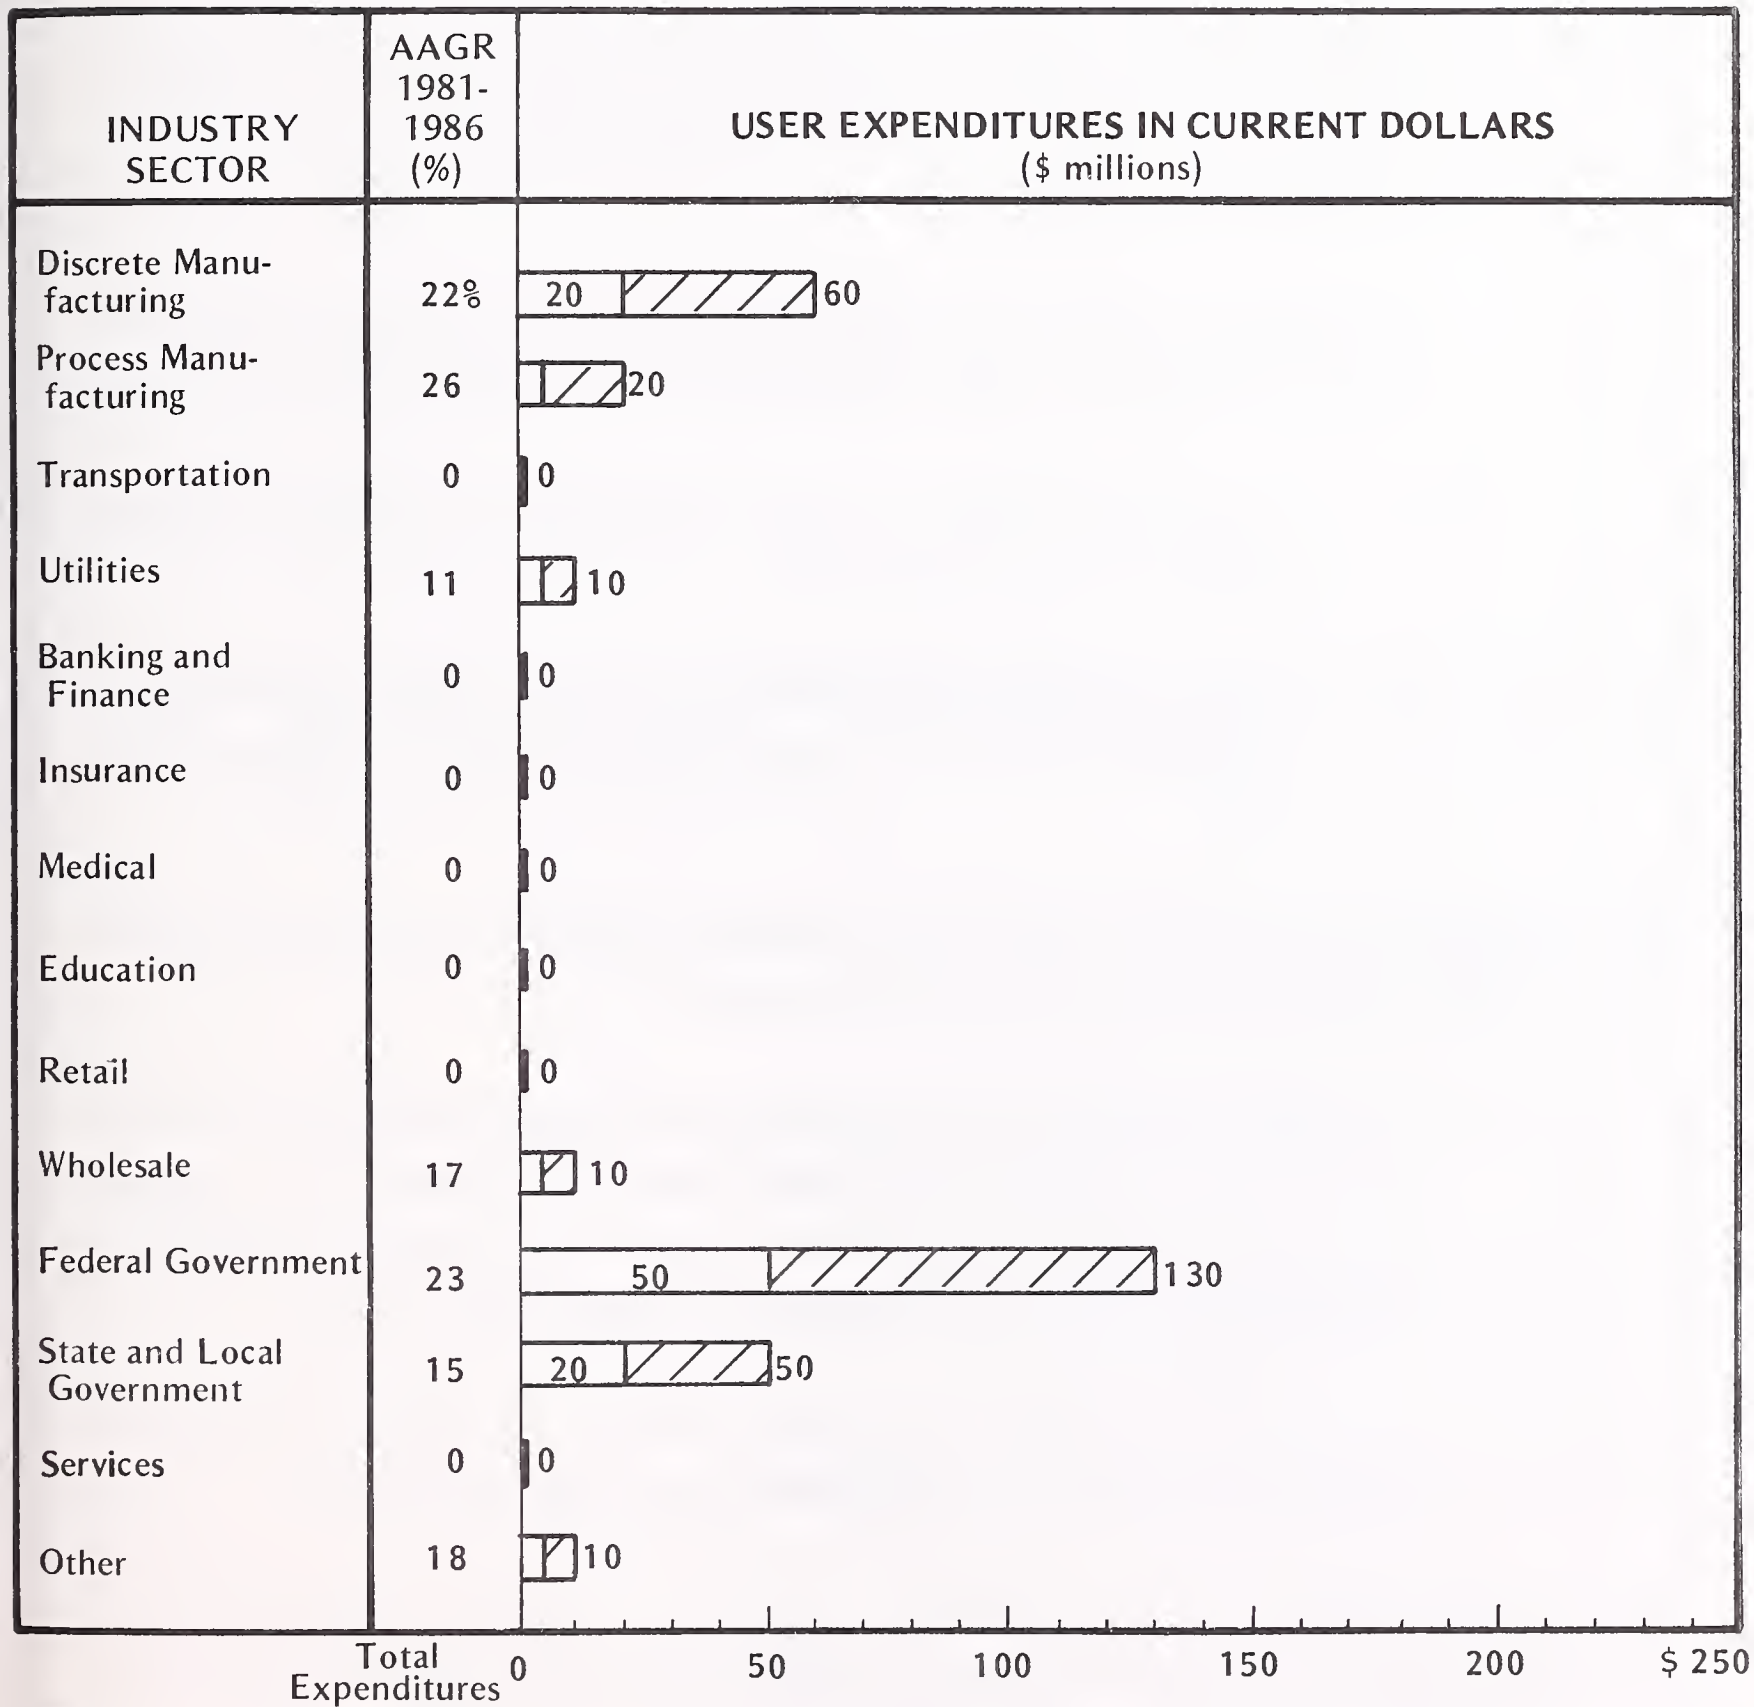 INDUSTRY
SECTOR
AAGR
1981-
1986
(%)
USER EXPENDITURES IN CURRENT DOLLARS
($ millions)
Discrete Manu-
facturing
22% 20 60
Process Manu-
facturing
26 20
Transportation 0 0
Utilities 11 10
Banking and
Finance
0 0
Insurance 0 0
Medical 0 0
Education 0 0
Retail 0 0
Wholesale 17 10
Federal Government 23 50 130
State and Local
Government
15 20 50
Services 0 0
Other 18 10
Total
Expenditures
0 50 100 150 200 $ 250